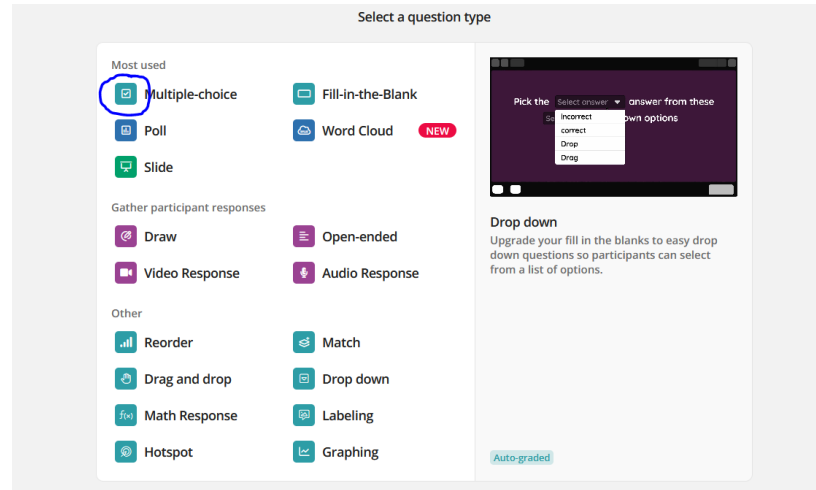 Select a question type
Most used
Multiple-choice
Fill-in-the-Blank
Poll
Word Cloud NEW
Slide
Gather participant responses
Draw
Open-ended
Video Response
Audio Response
Other
Reorder
Match
Drag and drop
Drop down
f(x) Math Response
Labeling
Hotspot
Graphing
Pick the Select answer answer from these
Se own options
Incorrect
correct
Drop
Drag
Drop down
Upgrade your fill in the blanks to easy drop
down questions so participants can select
from a list of options.
Auto-graded